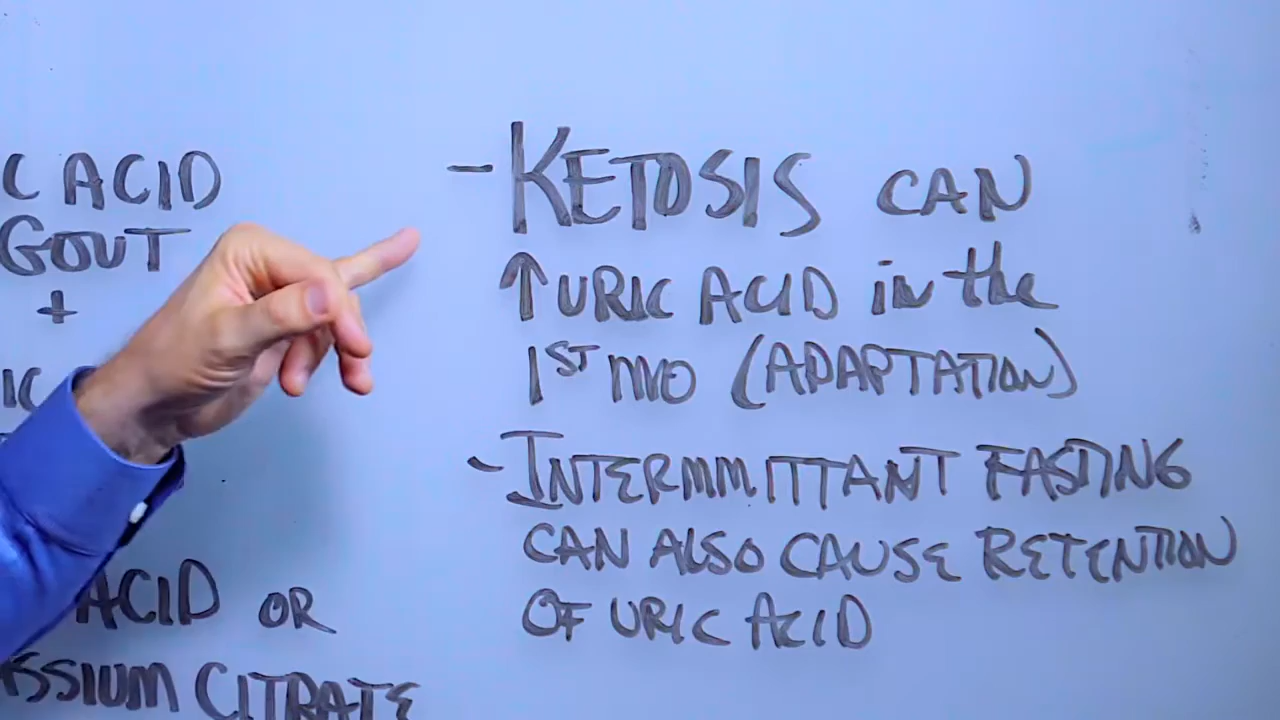 C ACID
GOUT
+
IC
ACID OR
SSIUM CITRATE
- KETOSIS CAN
↑ URIC ACID in the
1ST MO (ADAPTATION)
- INTERMMITTANT FASTING
CAN ALSO CAUSE RETENTION
OF URIC ACID